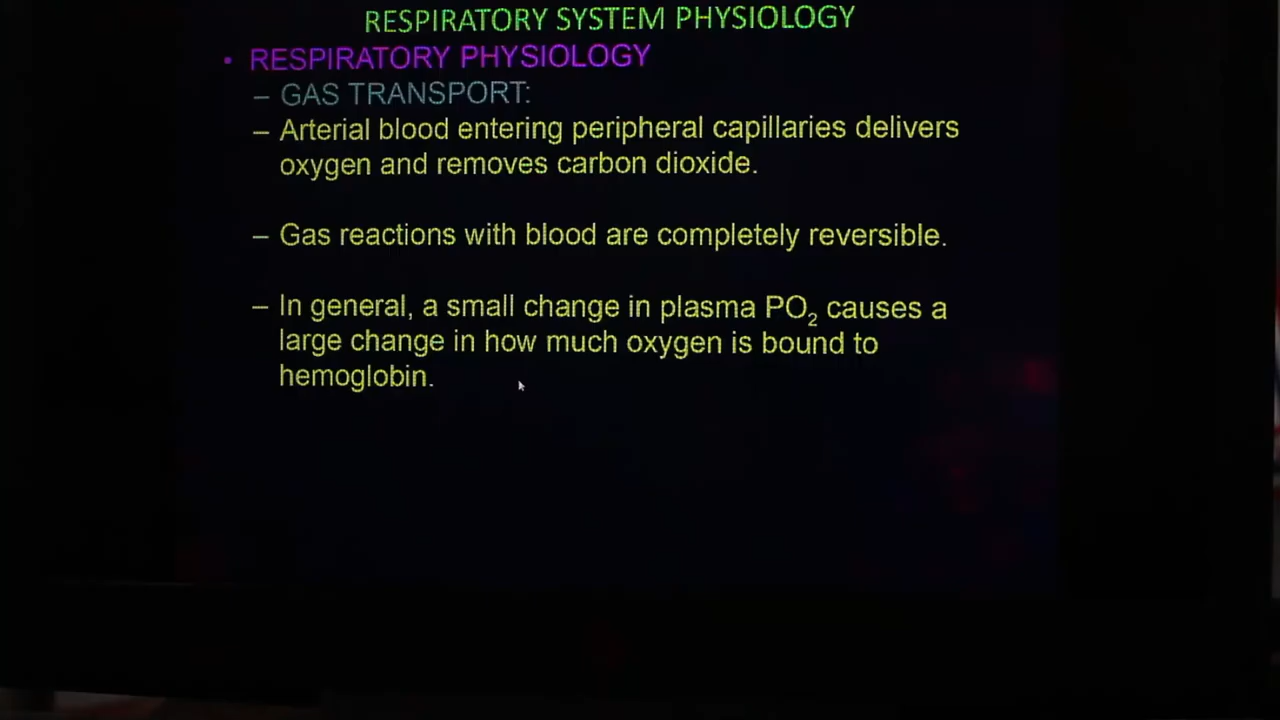 RESPIRATORY SYSTEM PHYSIOLOGY
• RESPIRATORY PHYSIOLOGY
– GAS TRANSPORT:
– Arterial blood entering peripheral capillaries delivers
oxygen and removes carbon dioxide.
– Gas reactions with blood are completely reversible.
– In general, a small change in plasma PO₂ causes a
large change in how much oxygen is bound to
hemoglobin.